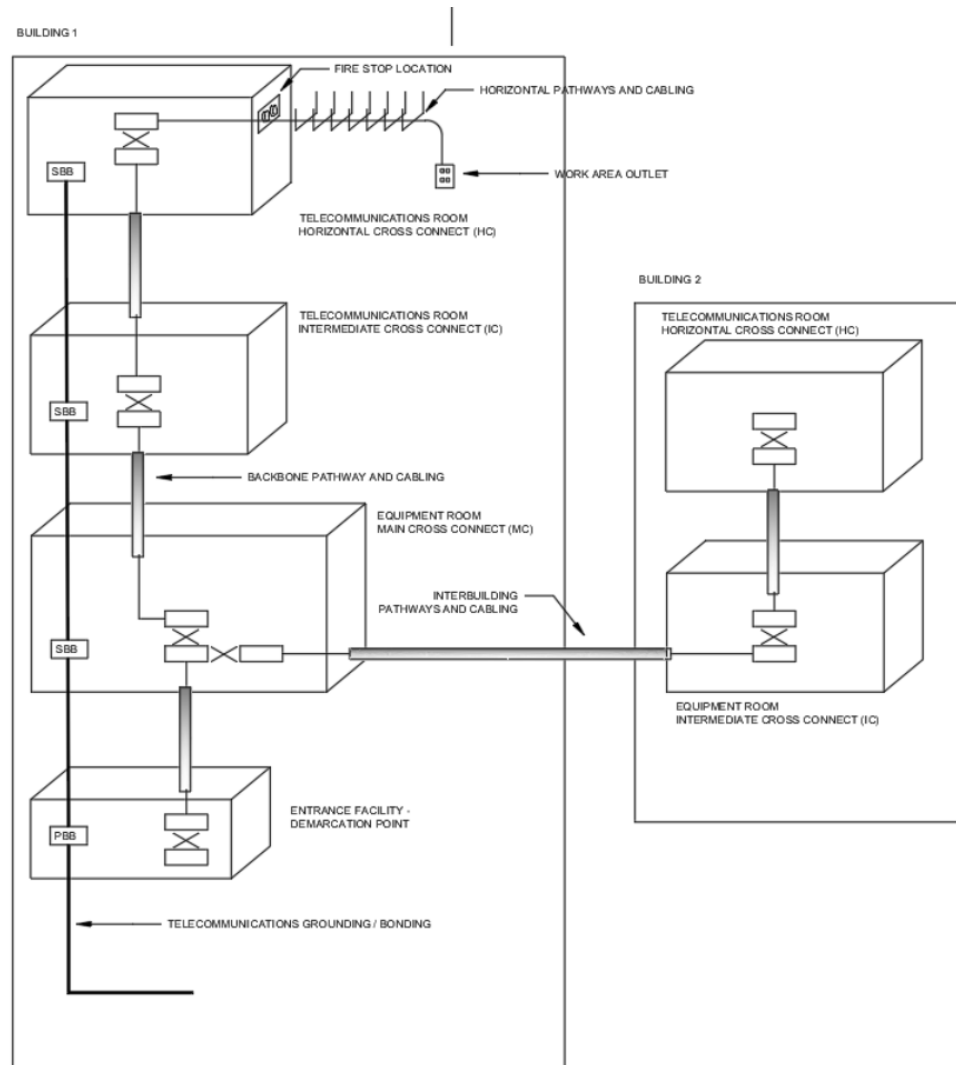 BUILDING 1
FIRE STOP LOCATION
HORIZONTAL PATHWAYS AND CABLING
SBB
WORK AREA OUTLET
TELECOMMUNICATIONS ROOM
HORIZONTAL CROSS CONNECT (HC)
BUILDING 2
TELECOMMUNICATIONS ROOM
INTERMEDIATE CROSS CONNECT (IC)
TELECOMMUNICATIONS ROOM
HORIZONTAL CROSS CONNECT (HC)
SBB
BACKBONE PATHWAY AND CABLING
EQUIPMENT ROOM
MAIN CROSS CONNECT (MC)
INTERBUILDING
PATHWAYS AND CABLING
SBB
EQUIPMENT ROOM
INTERMEDIATE CROSS CONNECT (IC)
ENTRANCE FACILITY -
DEMARCATION POINT
PBB
TELECOMMUNICATIONS GROUNDING / BONDING